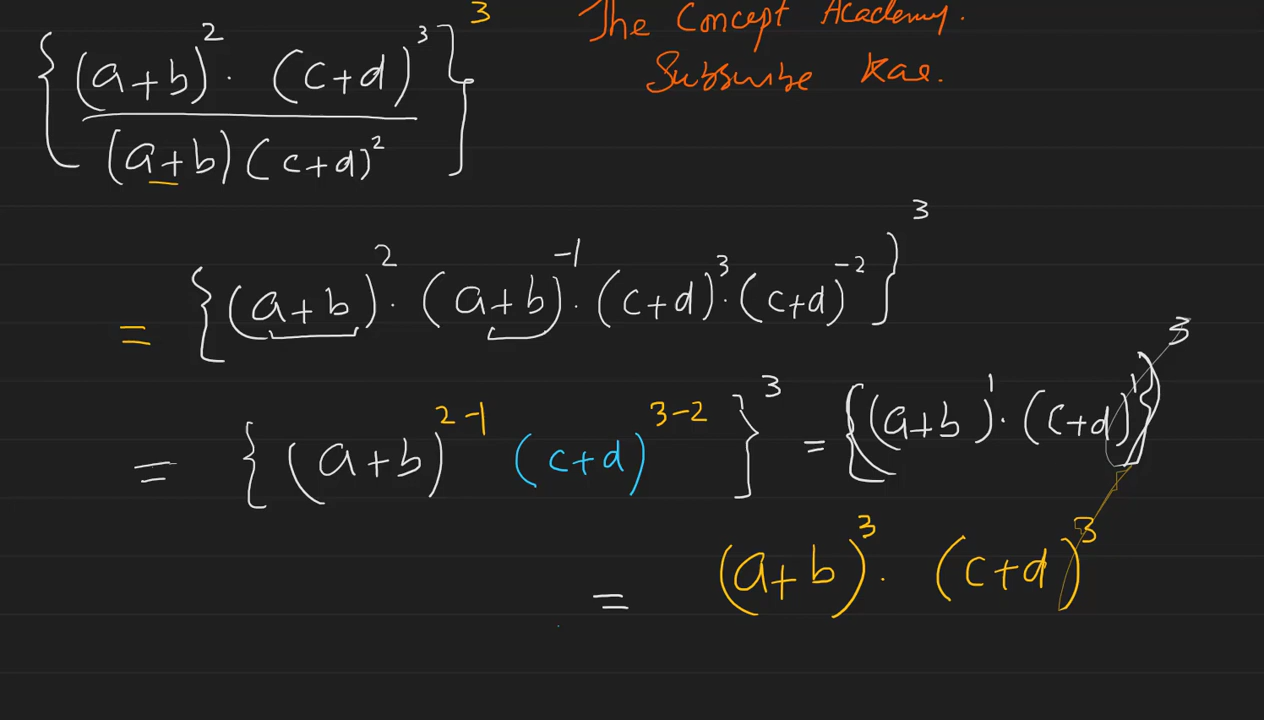 The Concept Academy.
Subscribe Kae.
{(a+b)² · (c+d)³ / (a+b)(c+d)²}³
= {(a+b)² · (a+b)⁻¹ · (c+d)³ · (c+d)⁻²}³
= {(a+b)²⁻¹ (c+d)³⁻²}³ = {(a+b)¹ · (c+d)¹}³
= (a+b)³ · (c+d)³